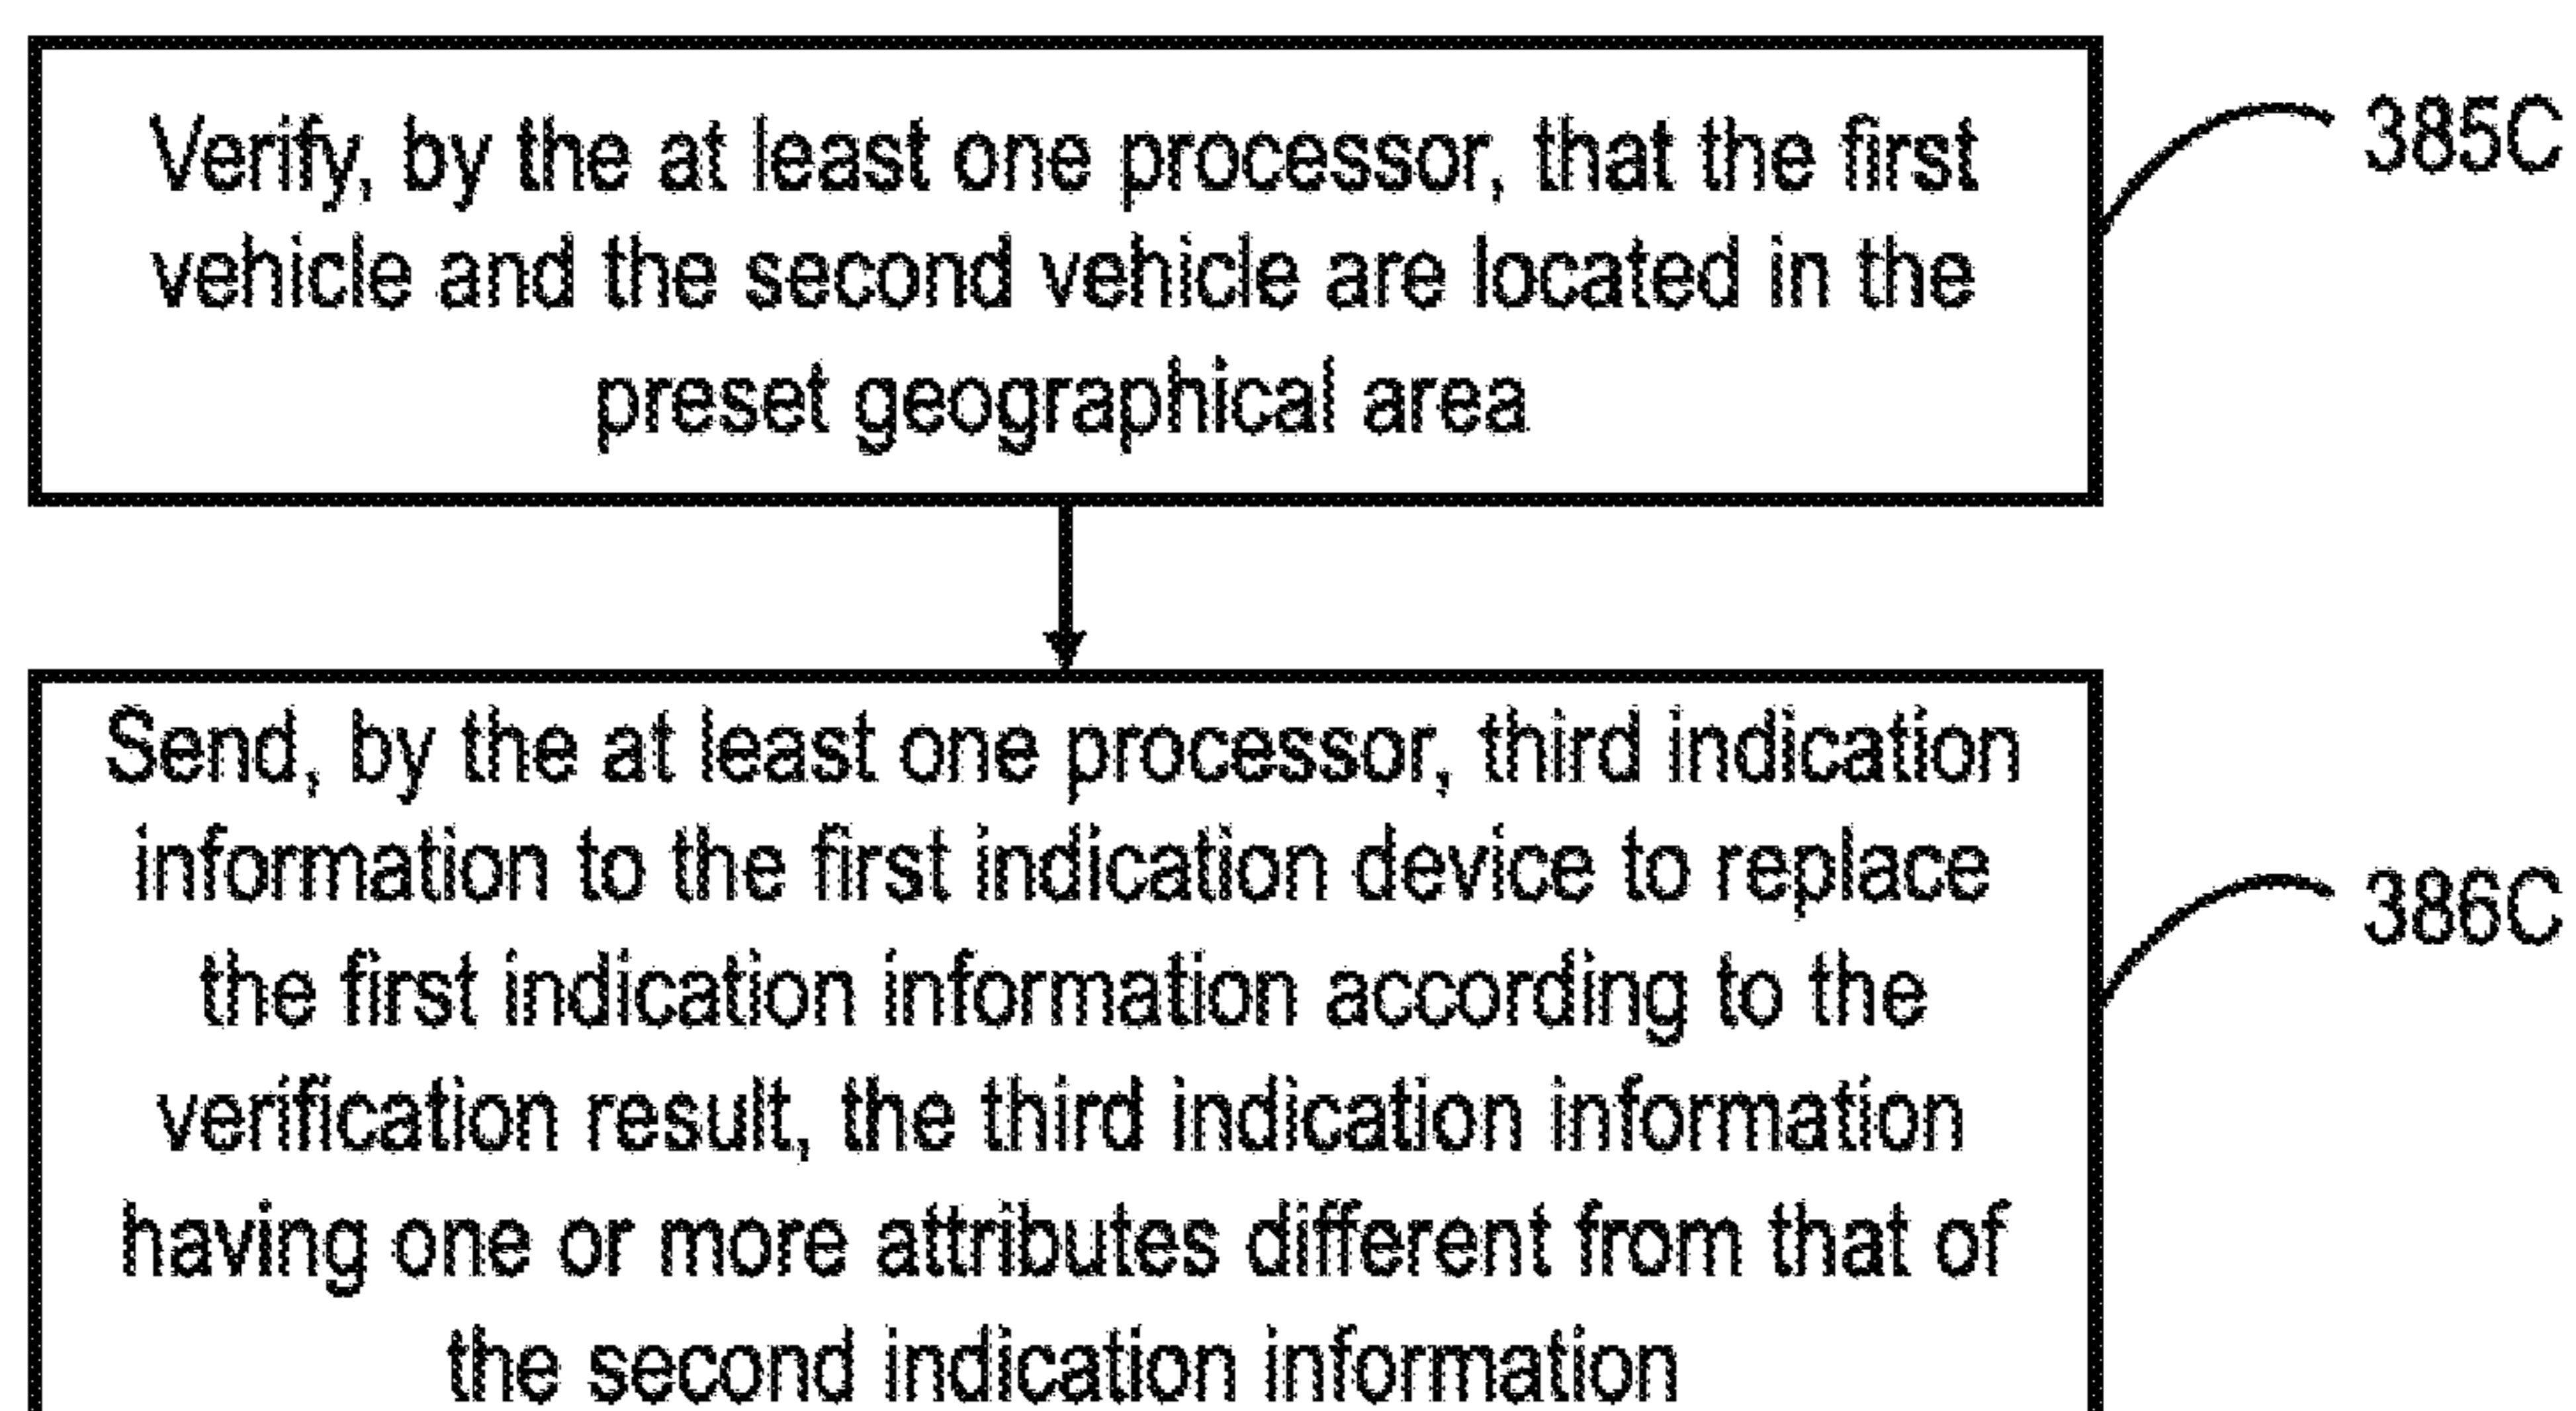 Verify, by the at least one processor, that the first
vehicle and the second vehicle are located in the
preset geographical area
385C
Send, by the at least one processor, third indication
information to the first indication device to replace
the first indication information according to the
verification result, the third indication information
having one or more attributes different from that of
the second indication information
386C